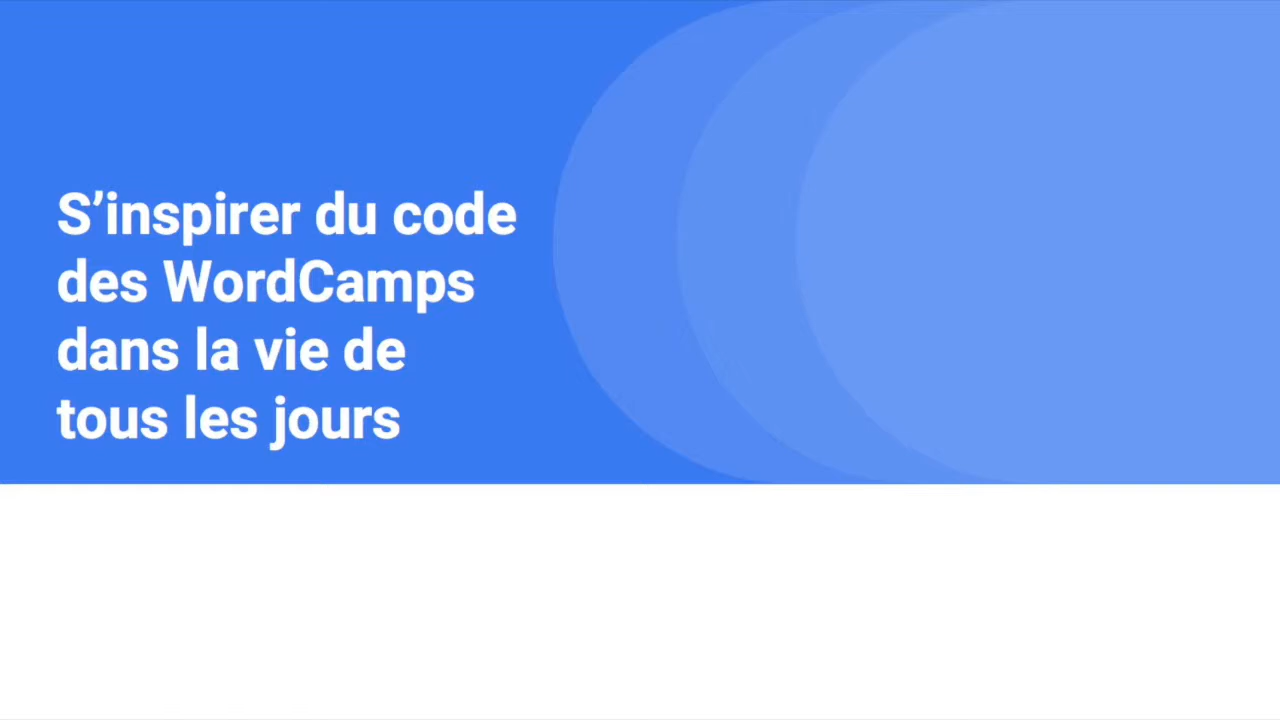 S’inspirer du code
des WordCamps
dans la vie de
tous les jours